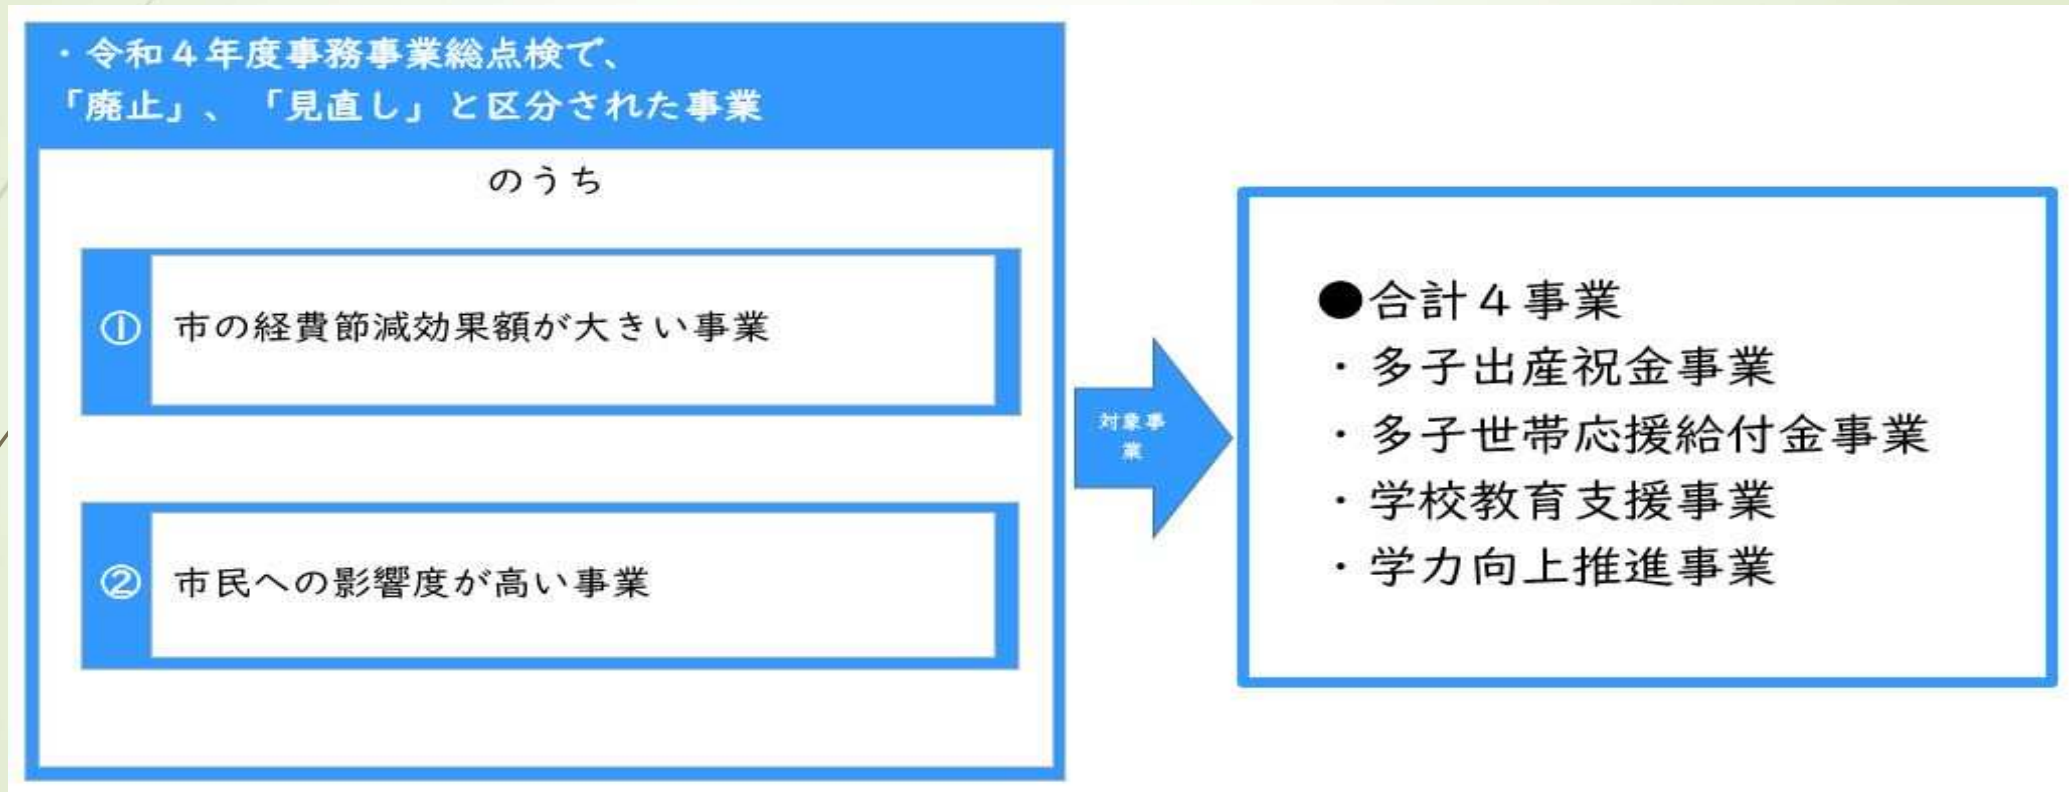 ・令和４年度事務事業総点検で、
「廃止」、「見直し」と区分された事業
のうち
① 市の経費節減効果額が大きい事業
② 市民への影響度が高い事業
対象事
業
●合計４事業
・多子出産祝金事業
・多子世帯応援給付金事業
・学校教育支援事業
・学力向上推進事業